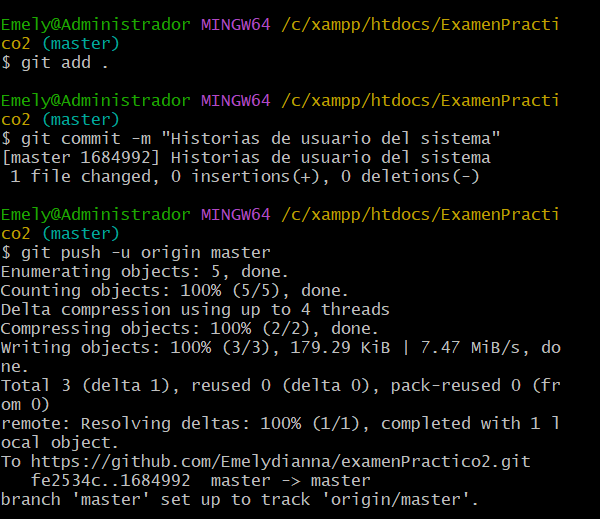 Emely@Administrador MINGW64 /c/xampp/htdocs/ExamenPracti
co2 (master)
$ git add .
Emely@Administrador MINGW64 /c/xampp/htdocs/ExamenPracti
co2 (master)
$ git commit -m "Historias de usuario del sistema"
[master 1684992] Historias de usuario del sistema
 1 file changed, 0 insertions(+), 0 deletions(-)
Emely@Administrador MINGW64 /c/xampp/htdocs/ExamenPracti
co2 (master)
$ git push -u origin master
Enumerating objects: 5, done.
Counting objects: 100% (5/5), done.
Delta compression using up to 4 threads
Compressing objects: 100% (2/2), done.
Writing objects: 100% (3/3), 179.29 KiB | 7.47 MiB/s, do
ne.
Total 3 (delta 1), reused 0 (delta 0), pack-reused 0 (fr
om 0)
remote: Resolving deltas: 100% (1/1), completed with 1 l
ocal object.
To https://github.com/Emelydianna/examenPractico2.git
   fe2534c..1684992  master -> master
branch 'master' set up to track 'origin/master'.